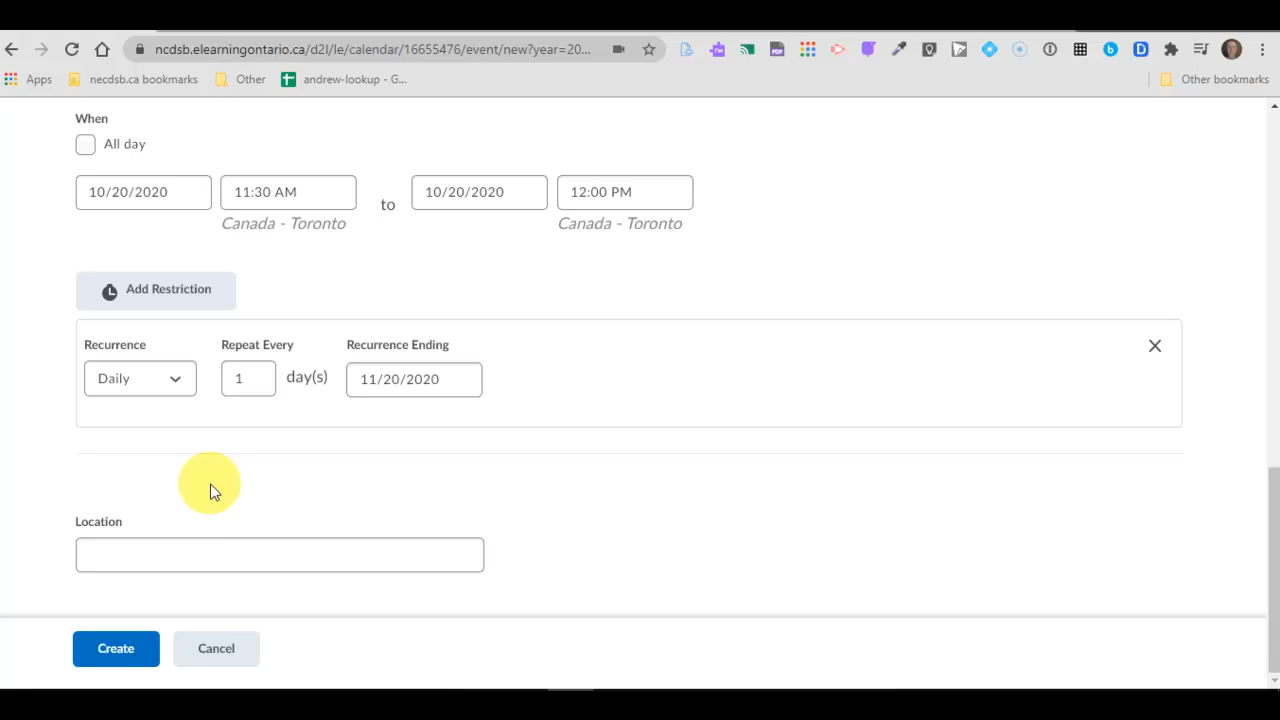 ncdsb.elearningontario.ca/d2l/le/calendar/16655476/event/new?year=20...
Apps necdsb.ca bookmarks Other andrew-lookup - G... Other bookmarks
When
All day
10/20/2020 11:30 AM to 10/20/2020 12:00 PM
Canada - Toronto Canada - Toronto
Add Restriction
Recurrence Repeat Every Recurrence Ending
Daily 1 day(s) 11/20/2020
Location
Create Cancel